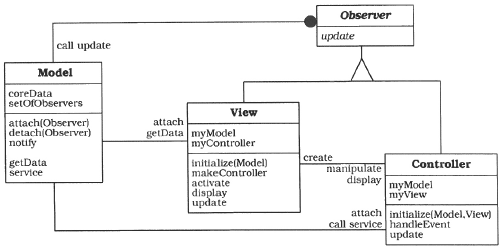 Observer
update
call update
Model
coreData
setOfObservers
attach(Observer)
detach(Observer)
notify
getData
service
attach
getData
View
myModel
myController
initialize(Model)
makeController
activate
display
update
create
manipulate
display
attach
call service
Controller
myModel
myView
initialize(Model,View)
handleEvent
update